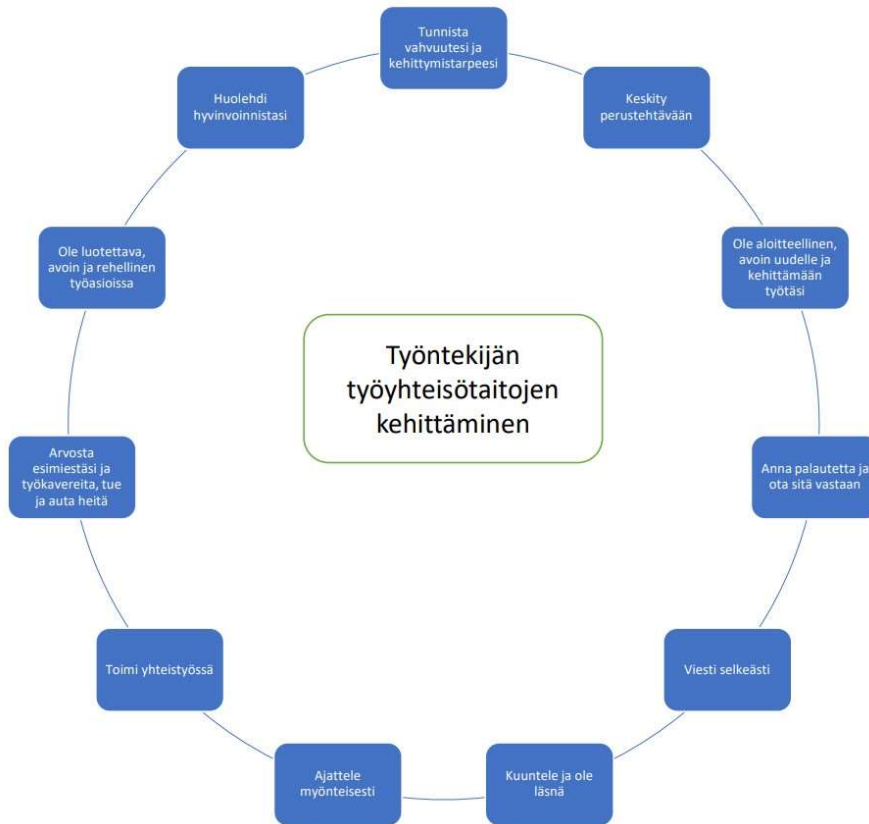 Tunnista
vahvuutesi ja
kehittymistarpeesi
Keskity
perustehtävään
Ole aloitteellinen,
avoin uudelle ja
kehittämään
työtäsi
Anna palautetta ja
ota sitä vastaan
Viesti selkeästi
Kuuntele ja ole
läsnä
Ajattele
myönteisesti
Toimi yhteistyössä
Arvosta
esimiestäsi ja
työkavereita, tue
ja auta heitä
Ole luotettava,
avoin ja rehellinen
työasioissa
Huolehdi
hyvinvoinnistasi
Työntekijän
työyhteisötaitojen
kehittäminen